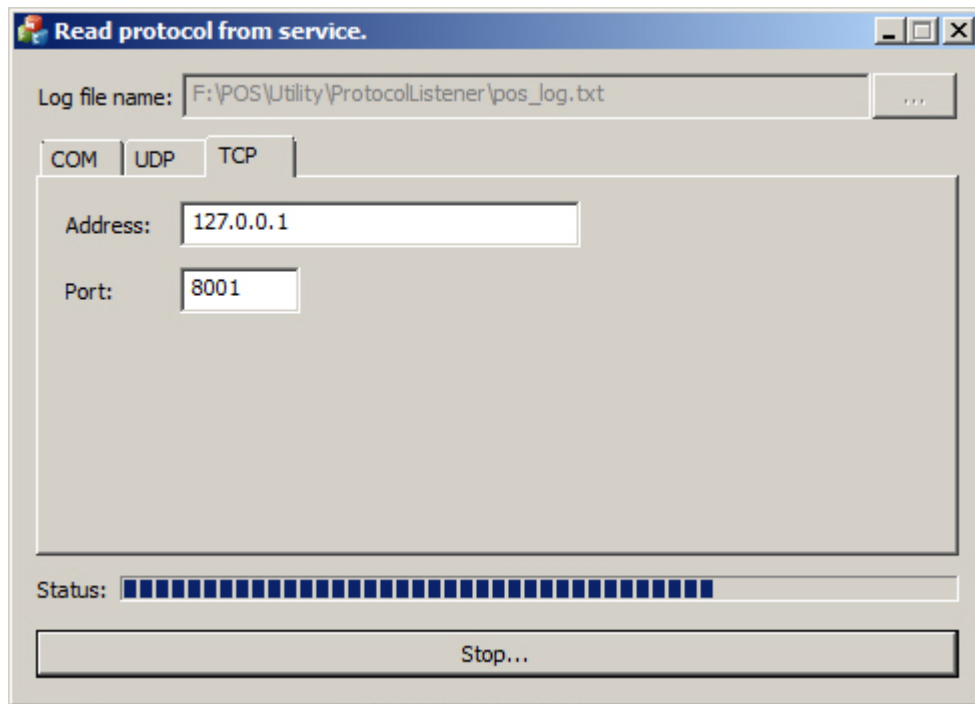 Read protocol from service.
Log file name: F:\POS\Utility\ProtocolListener\pos_log.txt ...
COM UDP TCP
Address: 127.0.0.1
Port: 8001
Status:
Stop...